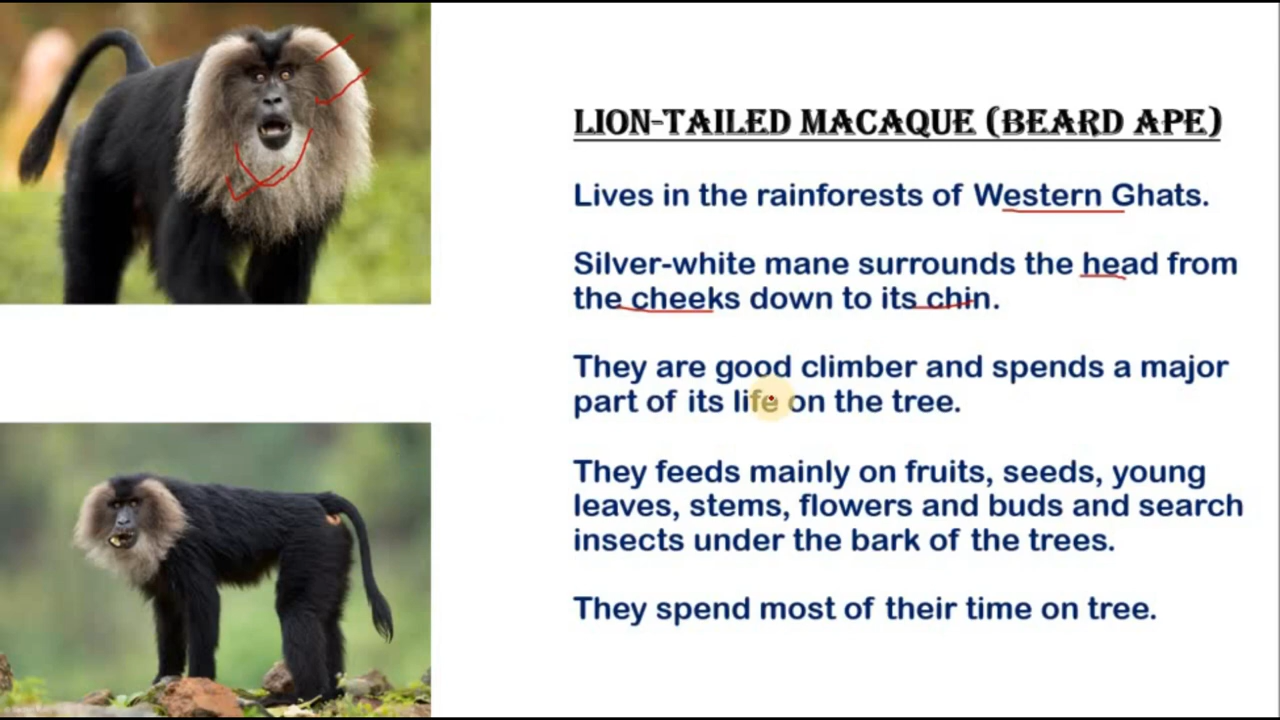 LION-TAILED MACAQUE (BEARD APE)
Lives in the rainforests of Western Ghats.
Silver-white mane surrounds the head from
the cheeks down to its chin.
They are good climber and spends a major
part of its life on the tree.
They feeds mainly on fruits, seeds, young
leaves, stems, flowers and buds and search
insects under the bark of the trees.
They spend most of their time on tree.